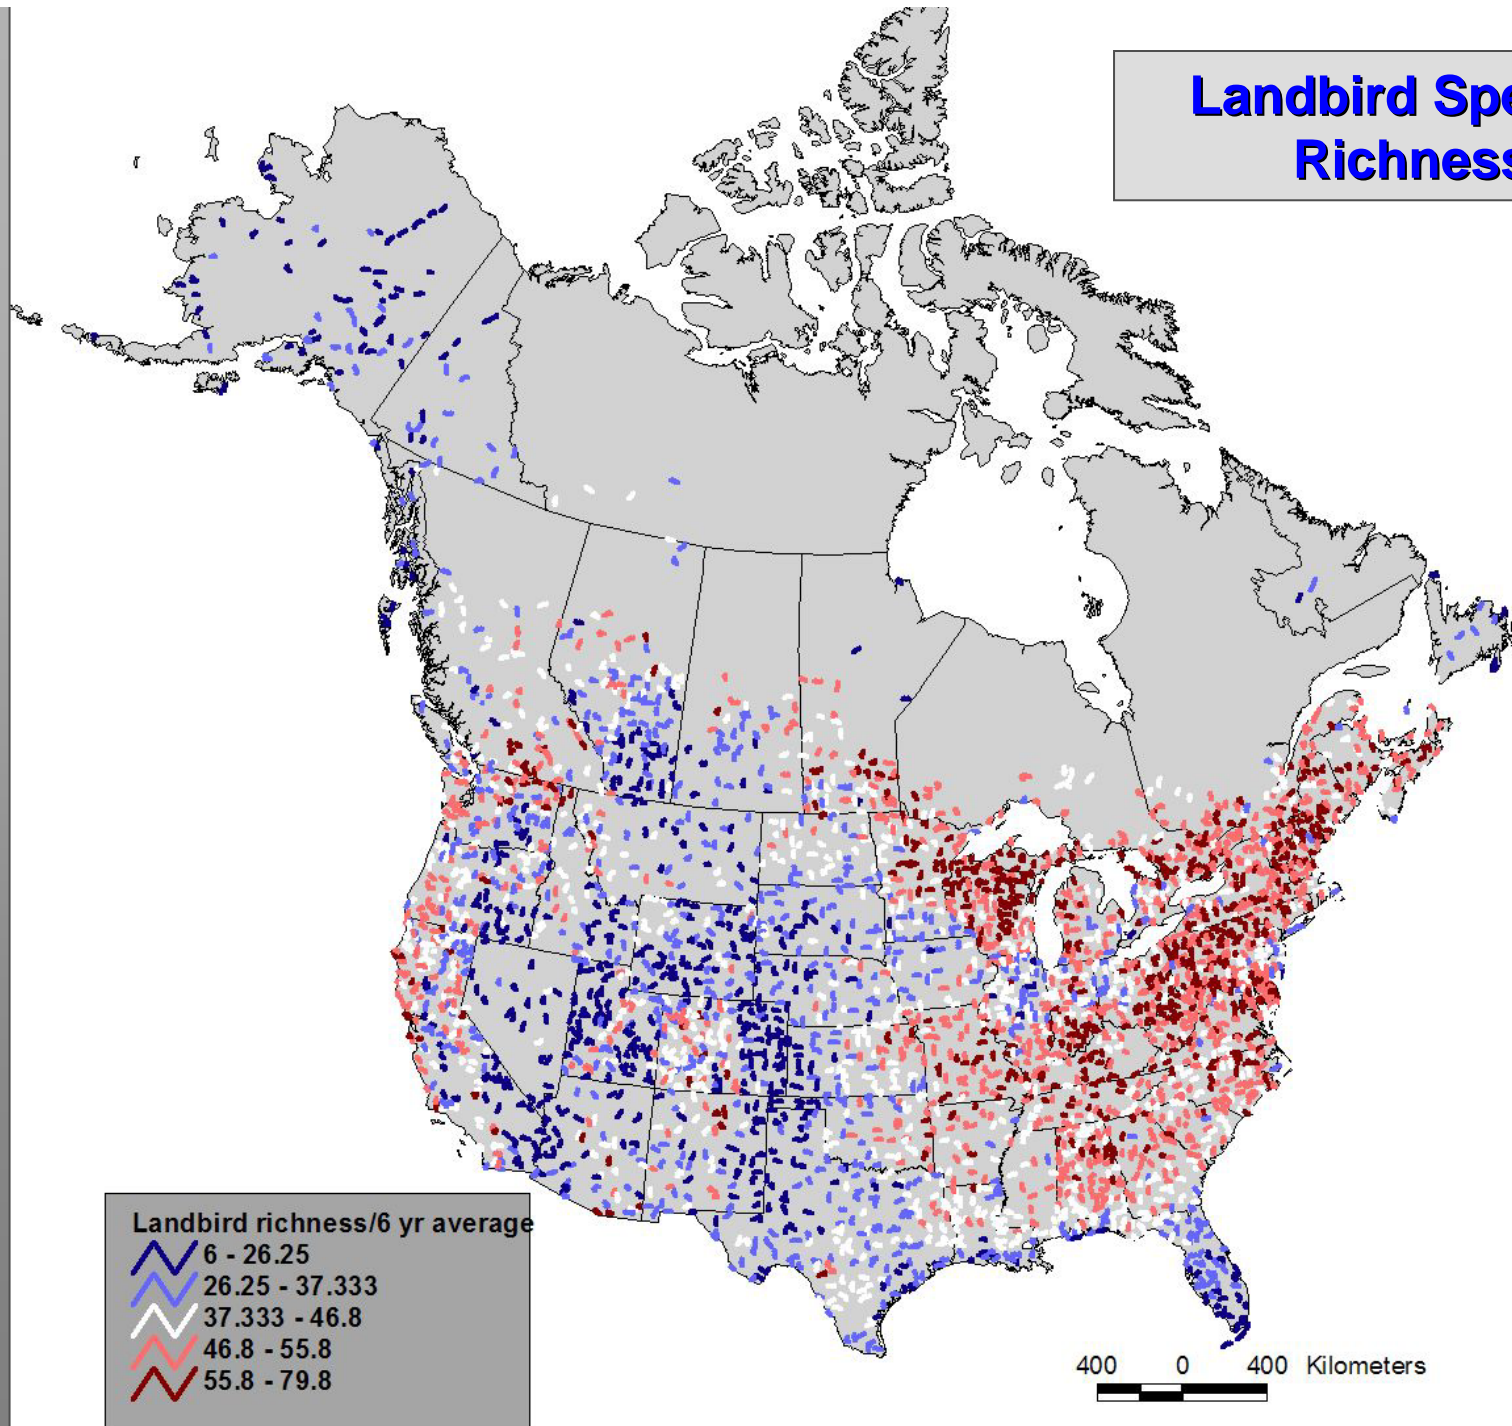 Landbird Spe
Richness
Landbird richness/6 yr average
6 - 26.25
26.25 - 37.333
37.333 - 46.8
46.8 - 55.8
55.8 - 79.8
400 0 400 Kilometers